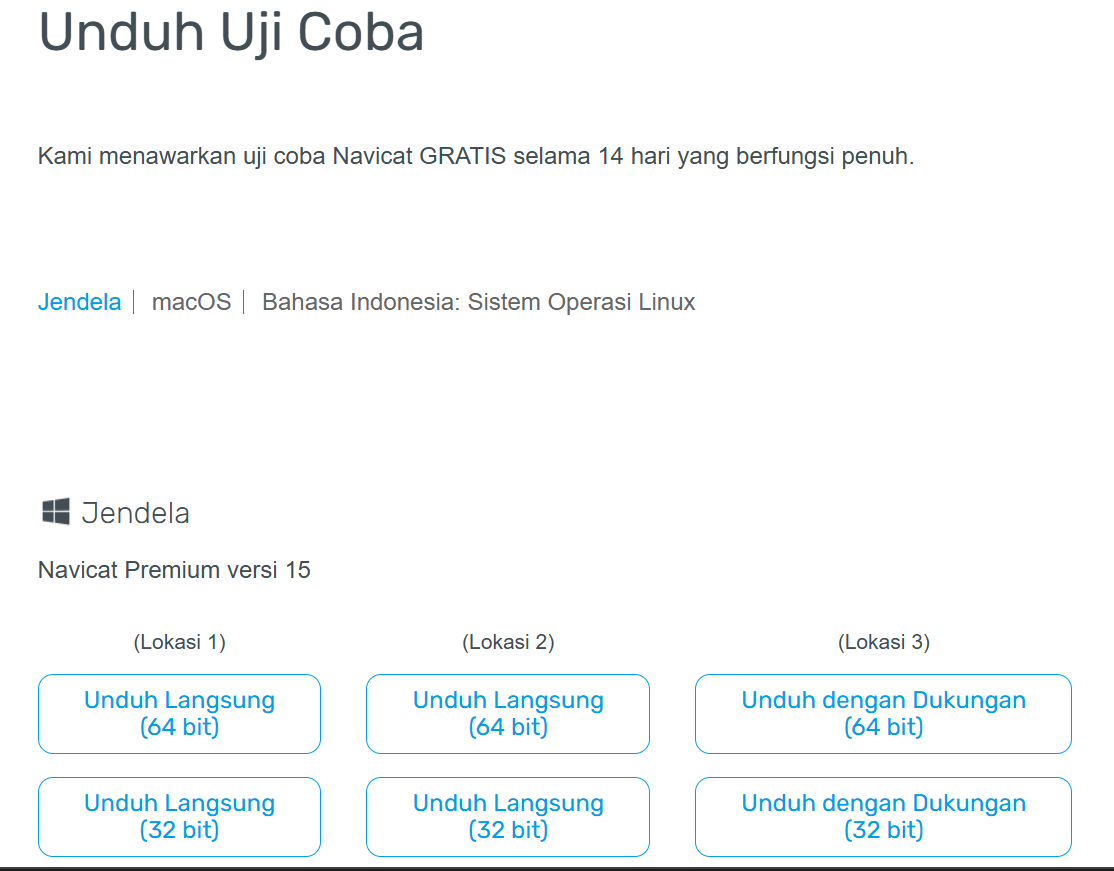 Unduh Uji Coba
Kami menawarkan uji coba Navicat GRATIS selama 14 hari yang berfungsi penuh.
Jendela | macOS | Bahasa Indonesia: Sistem Operasi Linux
Jendela
Navicat Premium versi 15
(Lokasi 1) (Lokasi 2) (Lokasi 3)
Unduh Langsung (64 bit)
Unduh Langsung (64 bit)
Unduh dengan Dukungan (64 bit)
Unduh Langsung (32 bit)
Unduh Langsung (32 bit)
Unduh dengan Dukungan (32 bit)